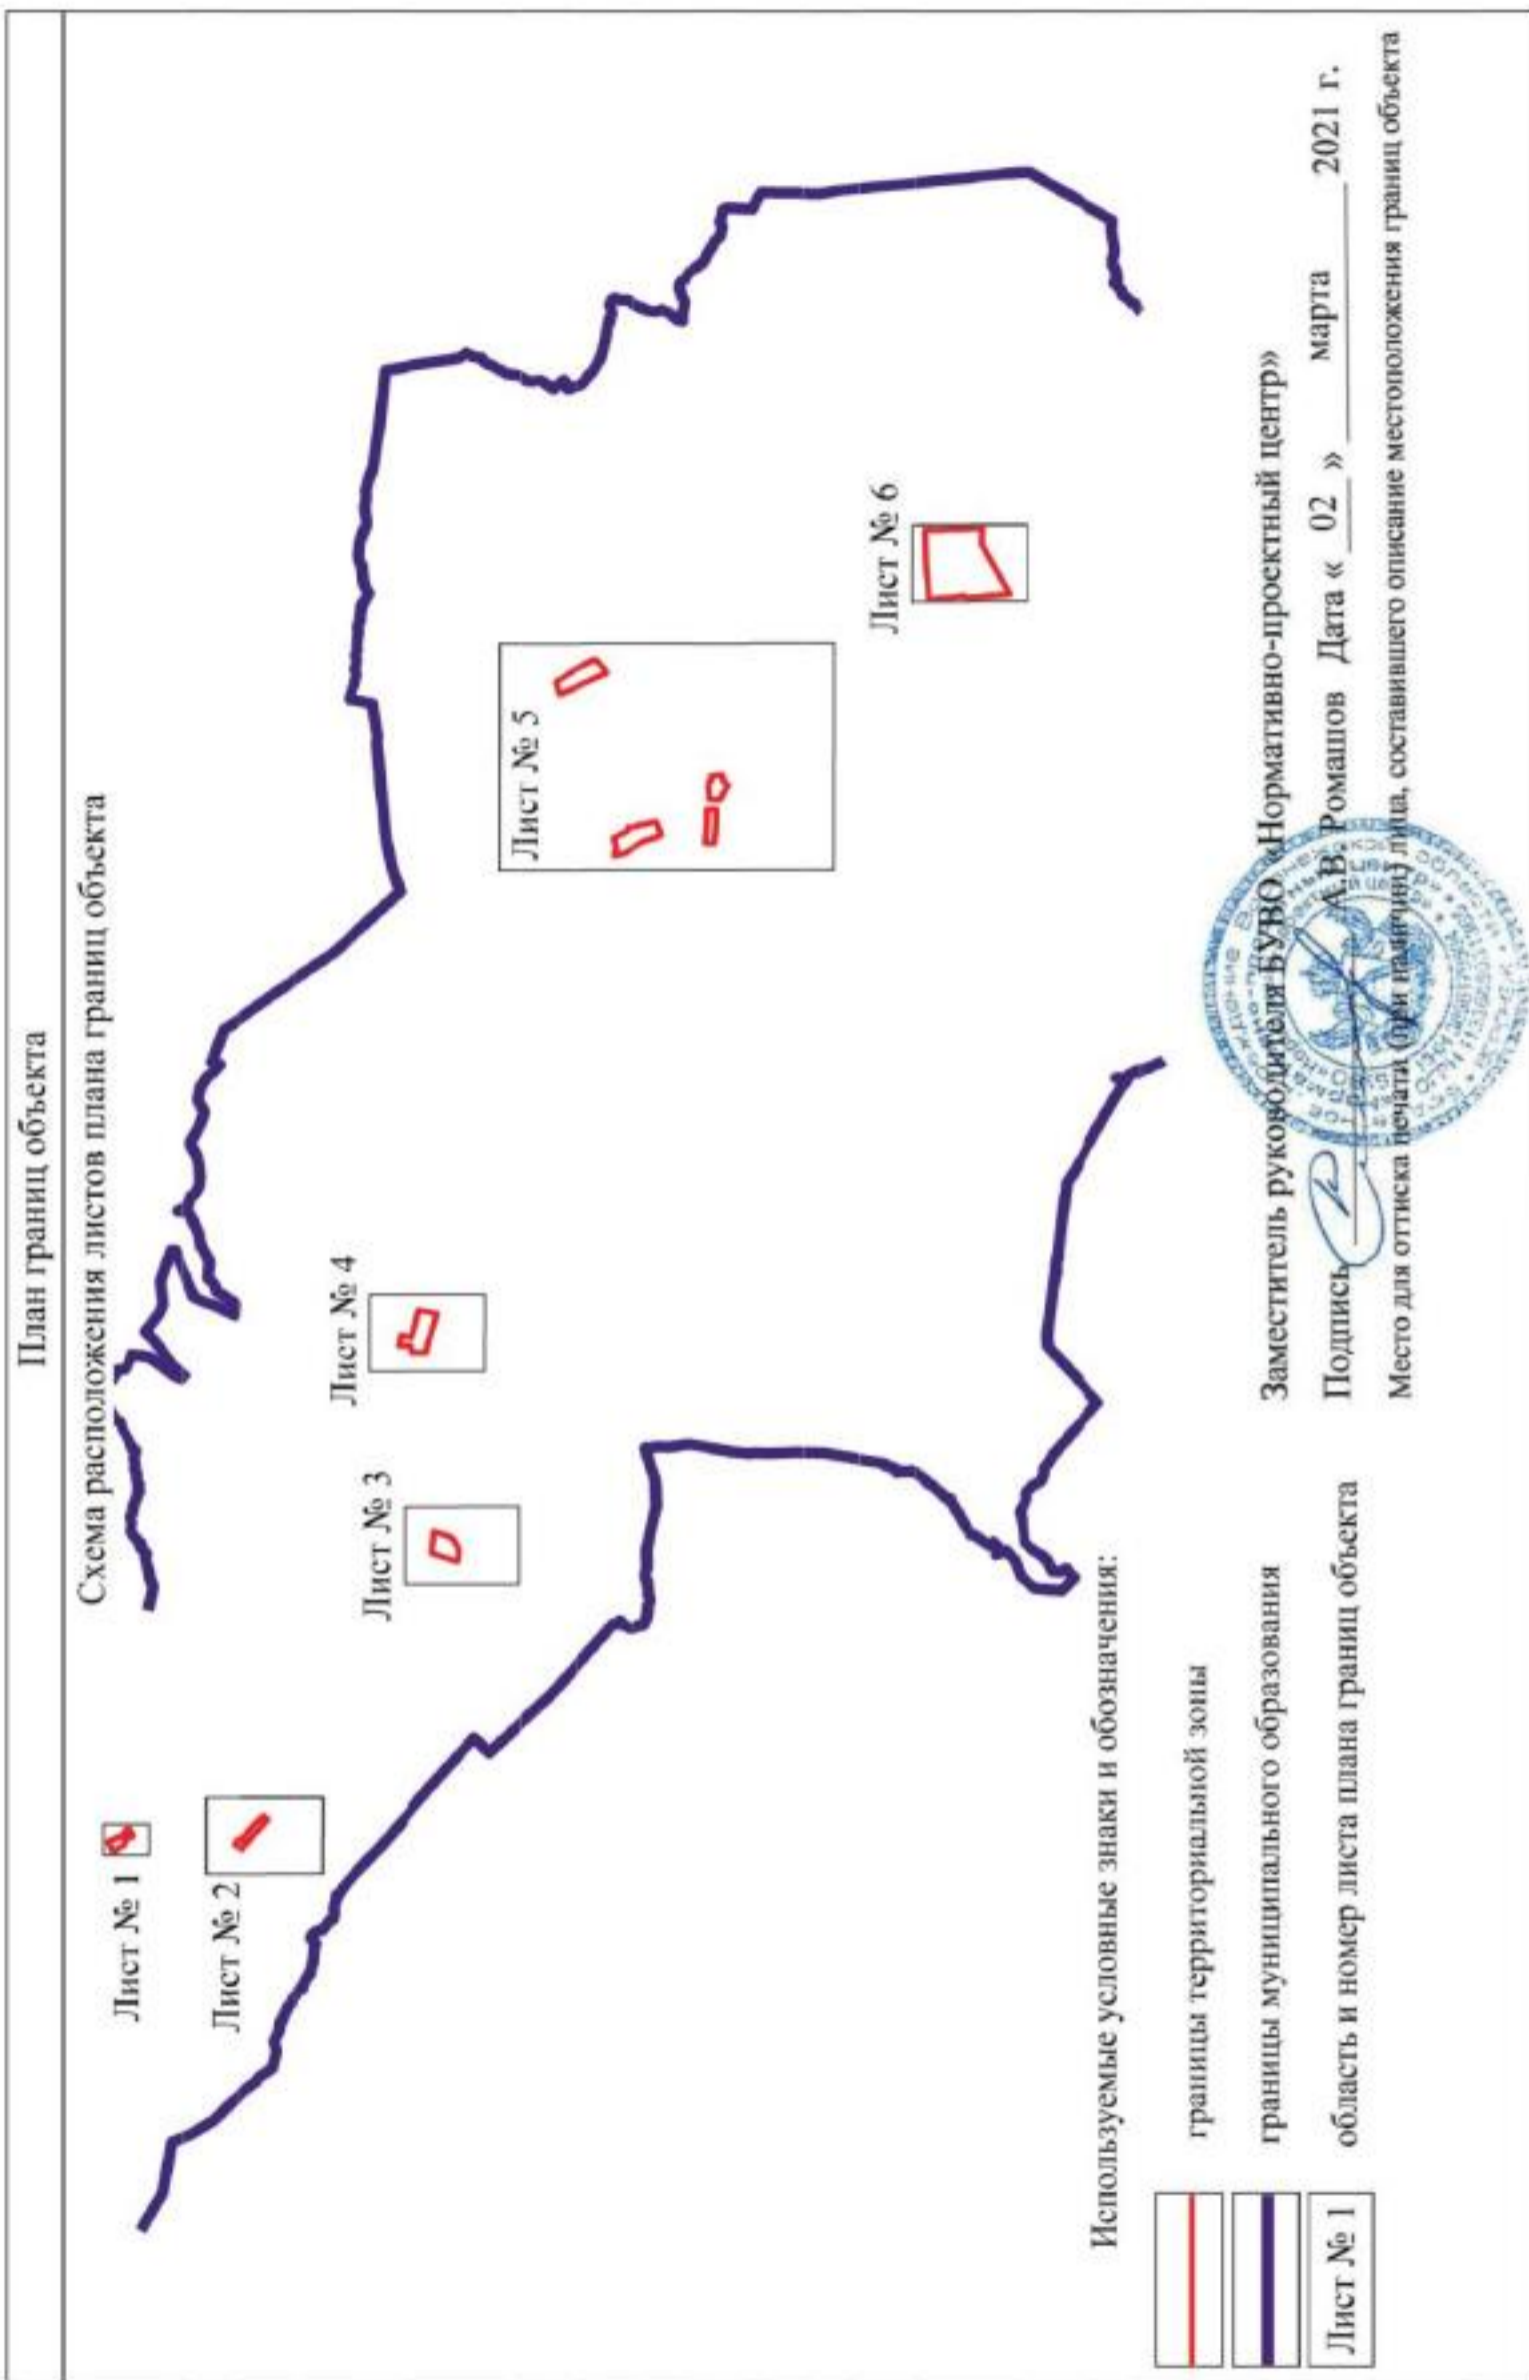 План границ объекта
Схема расположения листов плана границ объекта
Лист № 1
Лист № 2
Лист № 3
Лист № 4
Лист № 5
Лист № 6
Используемые условные знаки и обозначения:
границы территориальной зоны
границы муниципального образования
Лист № 1 область и номер листа плана границ объекта
Заместитель руководителя БУВО «Нормативно-проектный центр»
Подпись А.В. Ромашов Дата « 02 » марта 2021 г.
Место для оттиска печати (при наличии) лица, составившего описание местоположения границ объекта